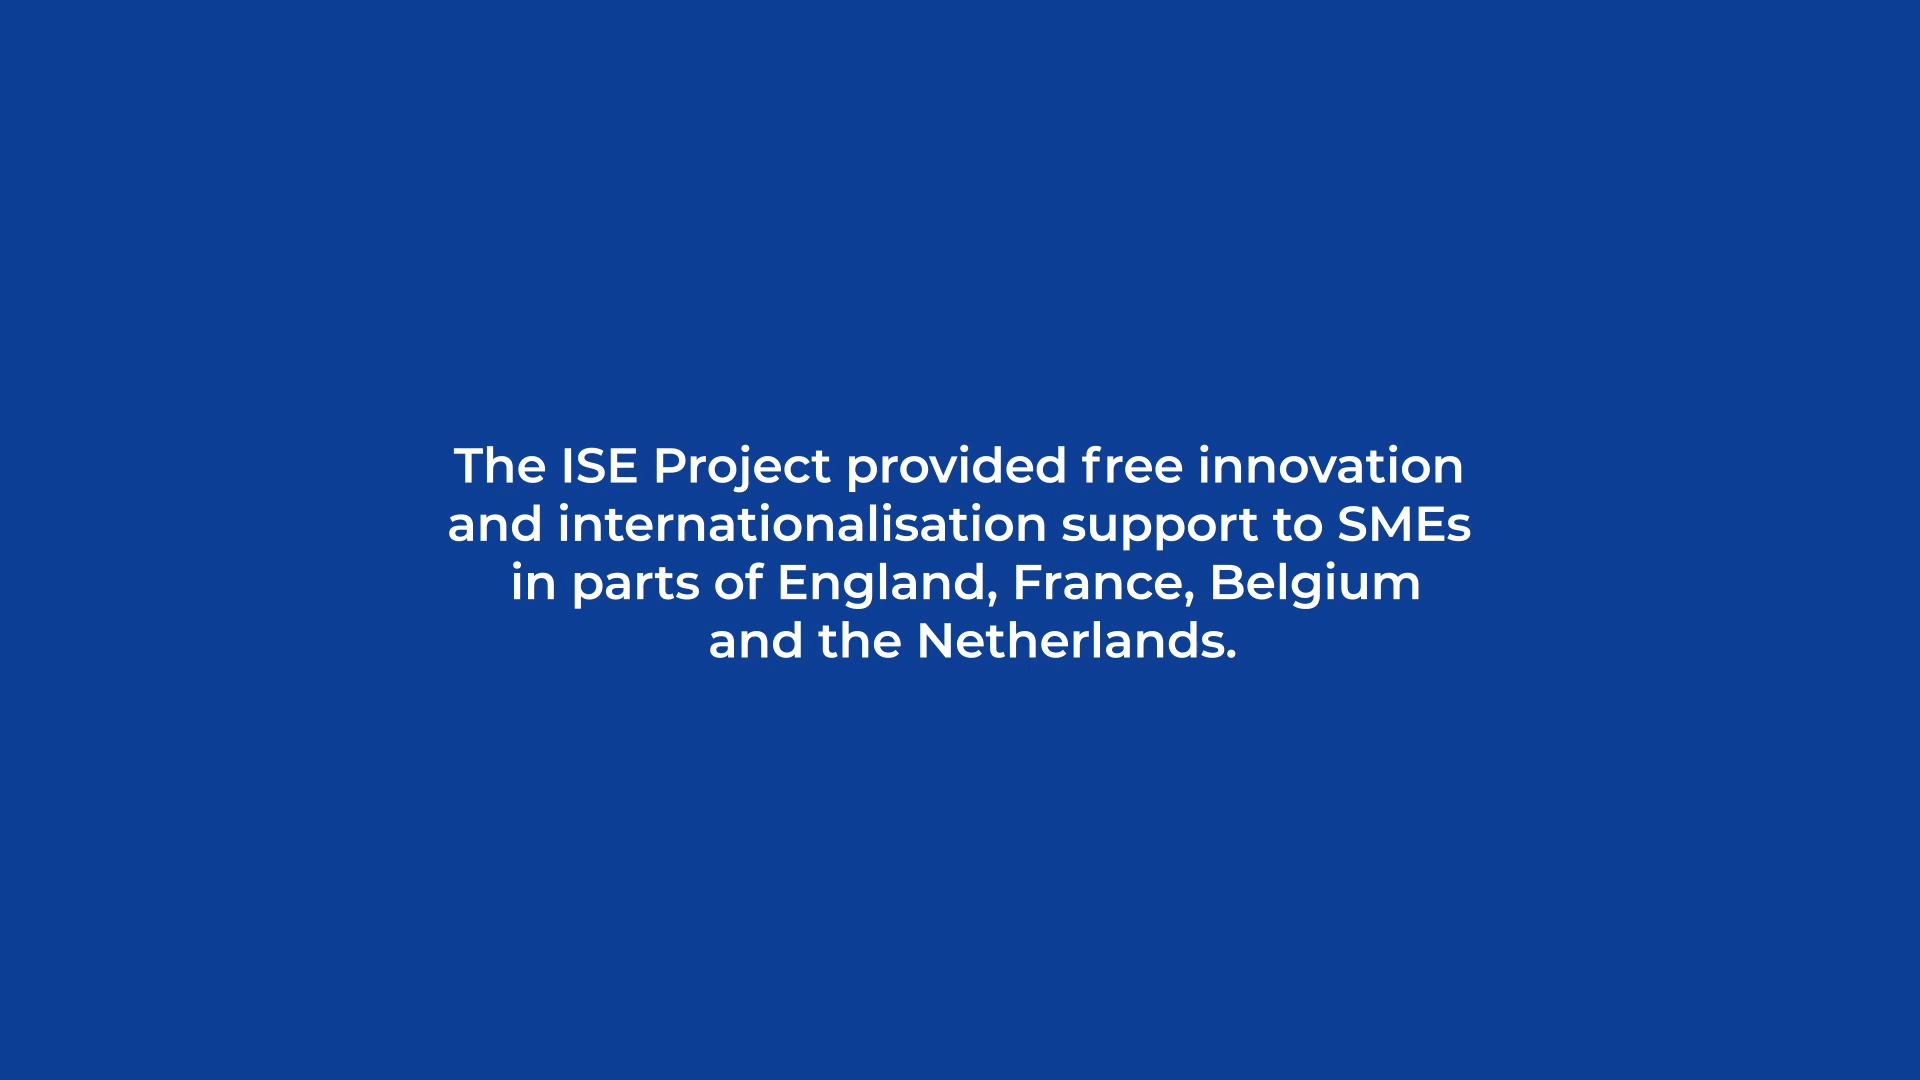 The ISE Project provided free innovation
and internationalisation support to SMEs
in parts of England, France, Belgium
and the Netherlands.